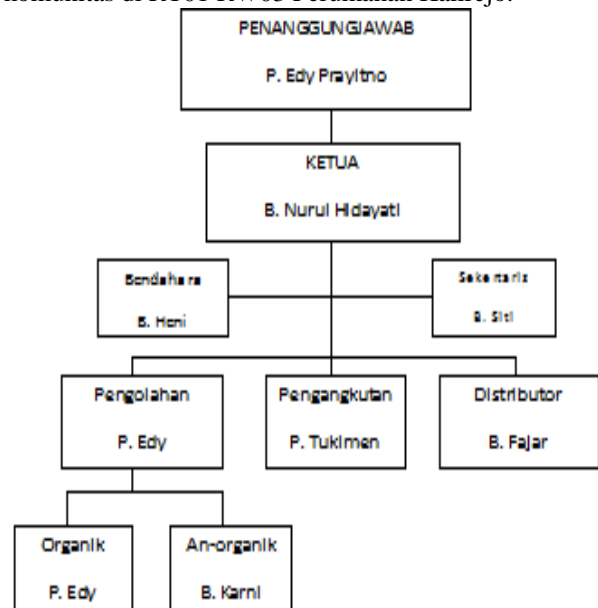 PENANGGUNGJAWAB
P. Edy Prayitno
KETUA
B. Nurul Hidayati
Bendahara
B. Heni
Sekertaris
B. Siti
Pengolahan
P. Edy
Pengangkutan
P. Tukimen
Distributor
B. Fajar
Organik
P. Edy
An-organik
B. Karni